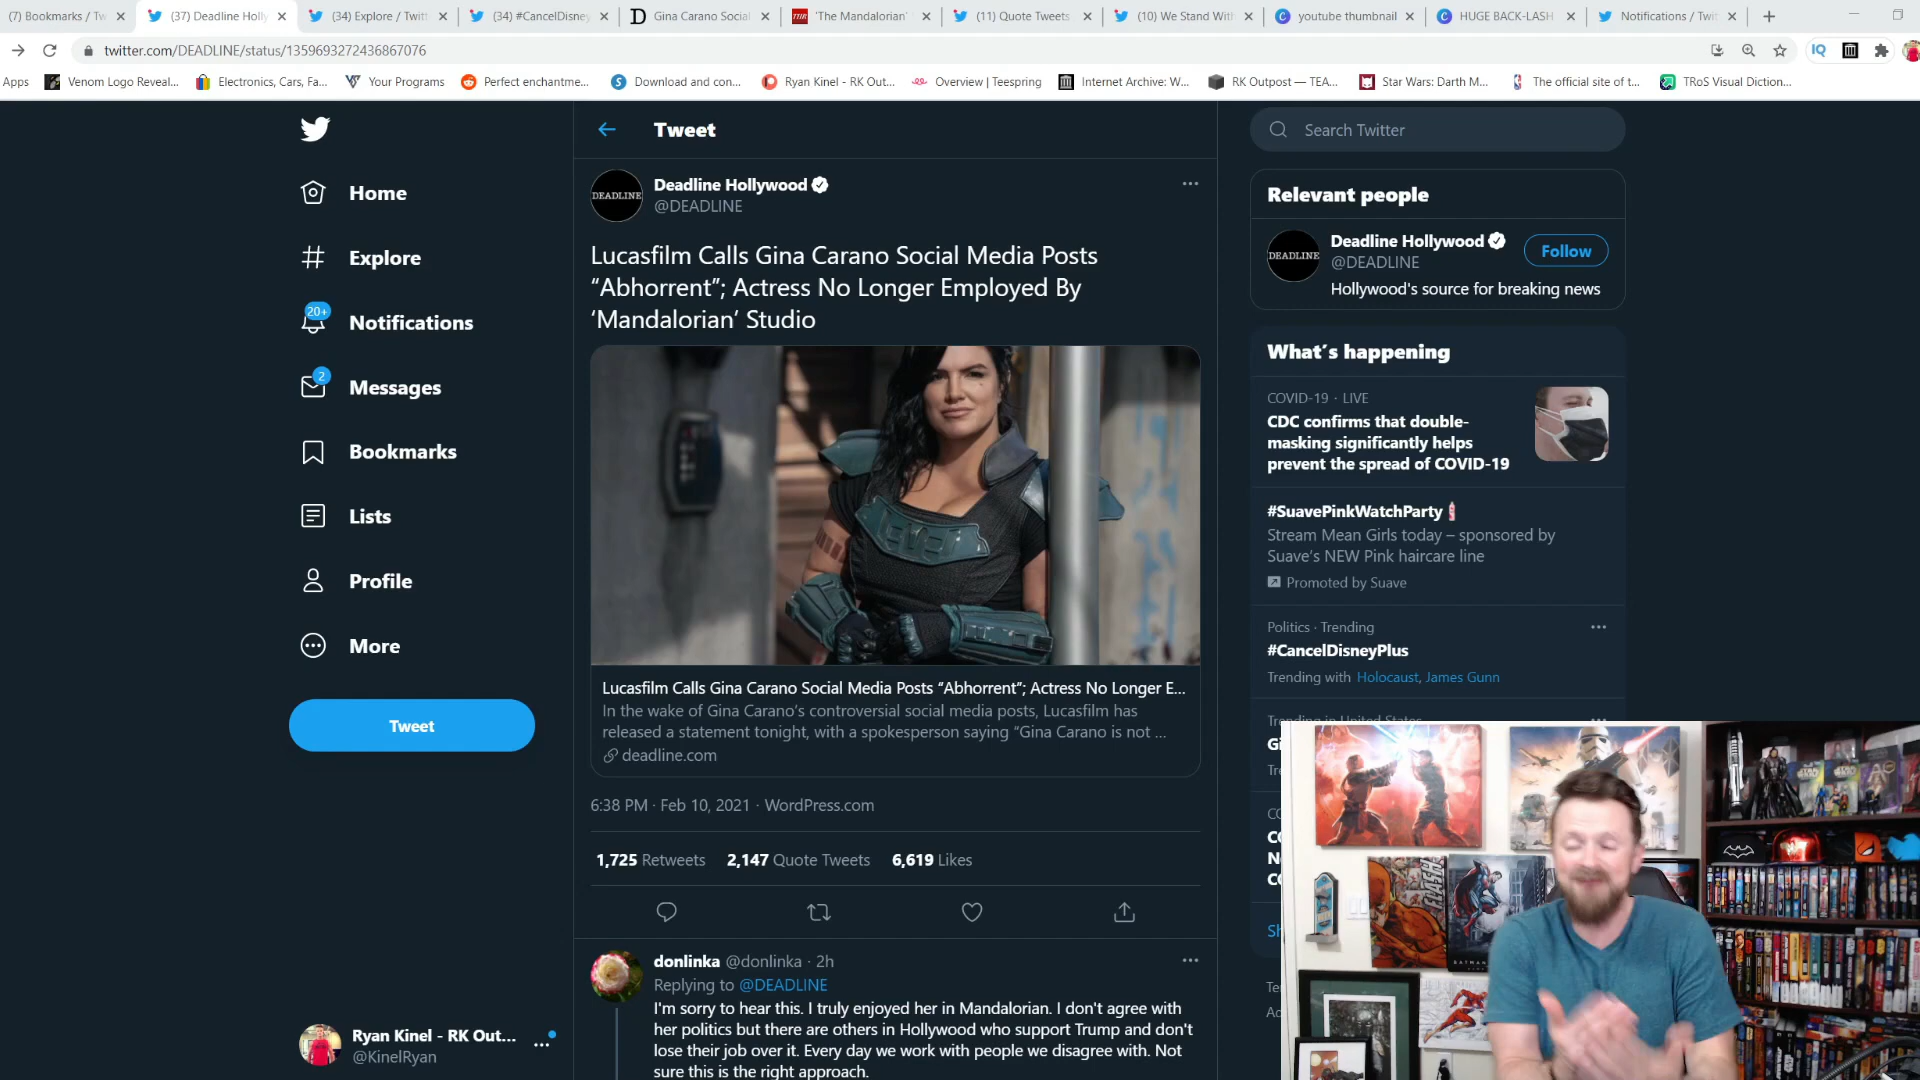 (7) Bookmarks / Tw
(37) Deadline Holly
(34) Explore / Twitt
(34) #CancelDisney
Gina Carano Social
'The Mandalorian'
(11) Quote Tweets
(10) We Stand With
youtube thumbnail
HUGE BACK-LASH
Notifications / Twit
twitter.com/DEADLINE/status/1359693272436867076
IQ
Apps
Venom Logo Reveal...
Electronics, Cars, Fa...
Your Programs
Perfect enchantme...
Download and con...
Ryan Kinel - RK Out...
Overview | Teespring
Internet Archive: W...
RK Outpost — TEA...
Star Wars: Darth M...
The official site of t...
TRoS Visual Diction...
Home
Explore
20+
Notifications
2
Messages
Bookmarks
Lists
Profile
More
Tweet
Ryan Kinel - RK Out...
@KinelRyan
Tweet
DEADLINE
Deadline Hollywood
@DEADLINE
Lucasfilm Calls Gina Carano Social Media Posts
“Abhorrent”; Actress No Longer Employed By
‘Mandalorian’ Studio
Lucasfilm Calls Gina Carano Social Media Posts “Abhorrent”; Actress No Longer E...
In the wake of Gina Carano’s controversial social media posts, Lucasfilm has
released a statement tonight, with a spokesperson saying “Gina Carano is not ...
deadline.com
6:38 PM · Feb 10, 2021 · WordPress.com
1,725 Retweets 2,147 Quote Tweets 6,619 Likes
donlinka @donlinka · 2h
Replying to @DEADLINE
I'm sorry to hear this. I truly enjoyed her in Mandalorian. I don't agree with
her politics but there are others in Hollywood who support Trump and don't
lose their job over it. Every day we work with people we disagree with. Not
sure this is the right approach.
Search Twitter
Relevant people
DEADLINE
Deadline Hollywood
@DEADLINE
Follow
Hollywood's source for breaking news
What's happening
COVID-19 · LIVE
CDC confirms that double-
masking significantly helps
prevent the spread of COVID-19
#SuavePinkWatchParty
Stream Mean Girls today – sponsored by
Suave's NEW Pink haircare line
Promoted by Suave
Politics · Trending
#CancelDisneyPlus
Trending with Holocaust, James Gunn
Trending in United States
FLASH